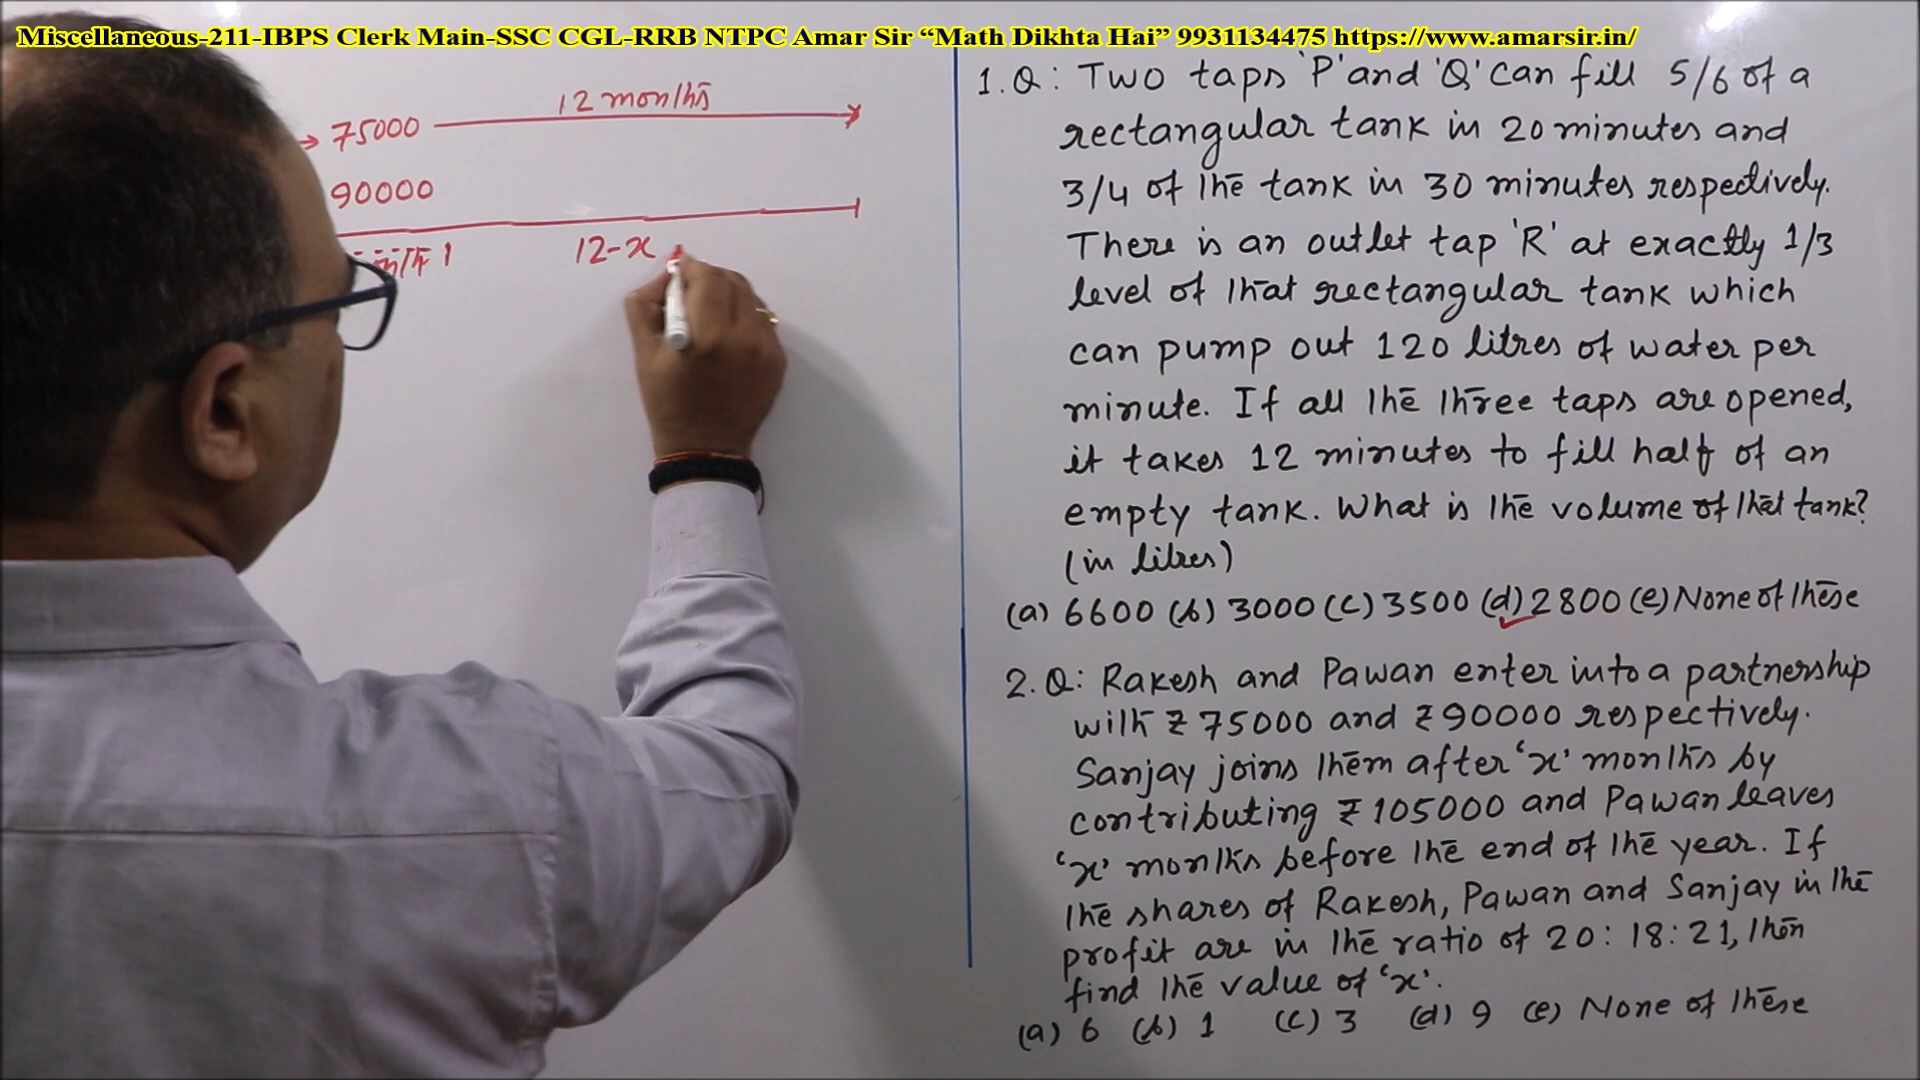 Miscellaneous-211-IBPS Clerk Main-SSC CGL-RRB NTPC Amar Sir “Math Dikhta Hai” 9931134475 https://www.amarsir.in/
12 months
75000
90000
12-x
1.Q: Two taps 'P' and 'Q' can fill 5/6 of a
rectangular tank in 20 minutes and
3/4 of the tank in 30 minutes respectively.
There is an outlet tap 'R' at exactly 1/3
level of that rectangular tank which
can pump out 120 litres of water per
minute. If all the three taps are opened,
it takes 12 minutes to fill half of an
empty tank. What is the volume of that tank?
(in litres)
(a) 6600 (b) 3000 (c) 3500 (d) 2800 (e) None of these
2.Q: Rakesh and Pawan enter into a partnership
with ₹ 75000 and ₹ 90000 respectively.
Sanjay joins them after 'x' months by
contributing ₹ 105000 and Pawan leaves
'x' months before the end of the year. If
the shares of Rakesh, Pawan and Sanjay in the
profit are in the ratio of 20:18:21, then
find the value of 'x'.
(a) 6 (b) 1 (c) 3 (d) 9 (e) None of these